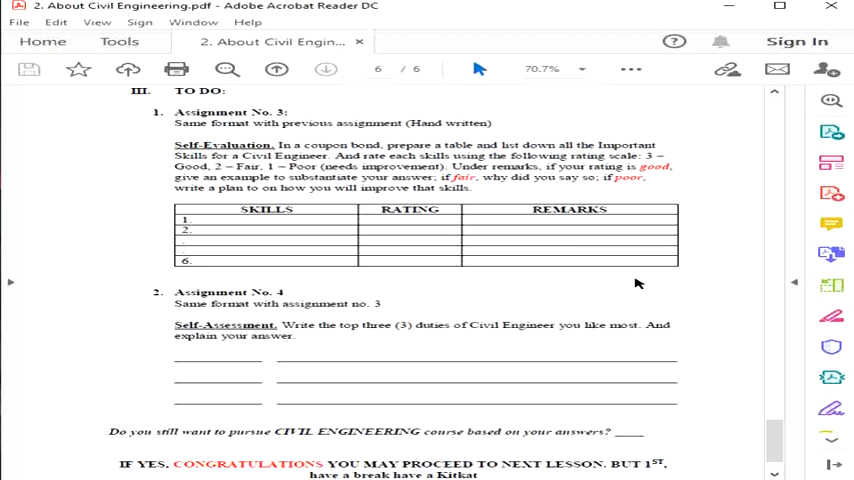 2. About Civil Engineering.pdf - Adobe Acrobat Reader DC
File Edit View Sign Window Help
Home Tools 2. About Civil Engin... × Sign In
6 / 6 70.7%
III. TO DO:
1. Assignment No. 3:
Same format with previous assignment (Hand written)
Self-Evaluation. In a coupon bond, prepare a table and list down all the Important
Skills for a Civil Engineer. And rate each skills using the following rating scale: 3 –
Good, 2 – Fair, 1 – Poor (needs improvement). Under remarks, if your rating is good,
give an example to substantiate your answer; if fair, why did you say so; if poor,
write a plan to on how you will improve that skills.
SKILLS RATING REMARKS
1.
2.
.
.
6.
2. Assignment No. 4
Same format with assignment no. 3
Self-Assessment. Write the top three (3) duties of Civil Engineer you like most. And
explain your answer.
Do you still want to pursue CIVIL ENGINEERING course based on your answers? ____
IF YES, CONGRATULATIONS YOU MAY PROCEED TO NEXT LESSON. BUT 1ST,
have a break have a Kitkat